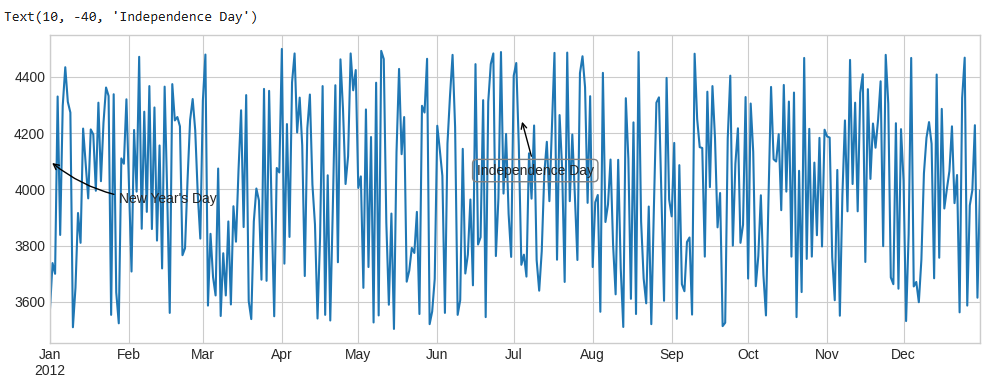 Text(10, -40, 'Independence Day')
4400
4200
4000
3800
3600
Independence Day
New Year's Day
Jan Feb Mar Apr May Jun Jul Aug Sep Oct Nov Dec
2012